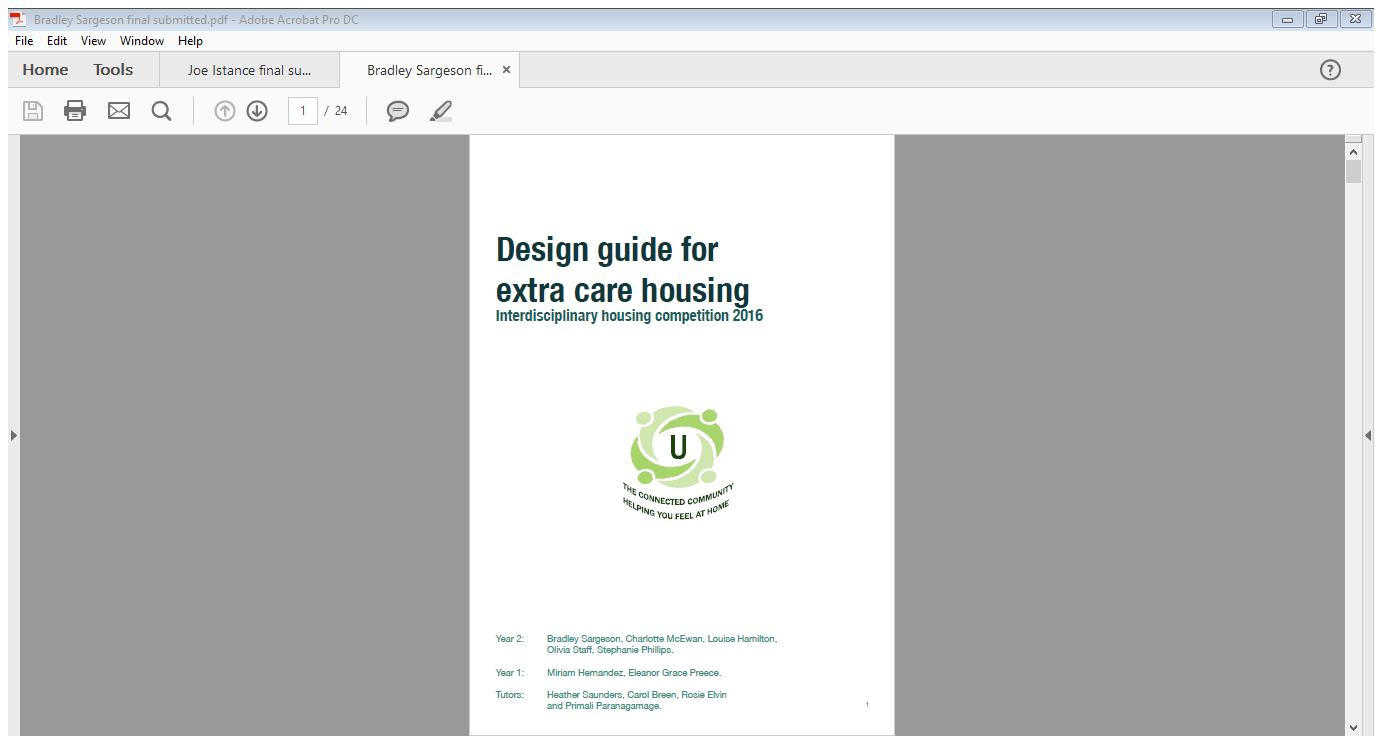 Bradley Sargeson final submitted.pdf - Adobe Acrobat Pro DC
File Edit View Window Help
Home Tools Joe Istance final su... Bradley Sargeson fi... ×
1 / 24
Design guide for
extra care housing
Interdisciplinary housing competition 2016
U
THE CONNECTED COMMUNITY
HELPING YOU FEEL AT HOME
Year 2: Bradley Sargeson, Charlotte McEwan, Louise Hamilton,
Olivia Staff, Stephanie Phillips.
Year 1: Miriam Hernandez, Eleanor Grace Preece.
Tutors: Heather Saunders, Carol Breen, Rosie Elvin
and Primali Paranagamage.
1